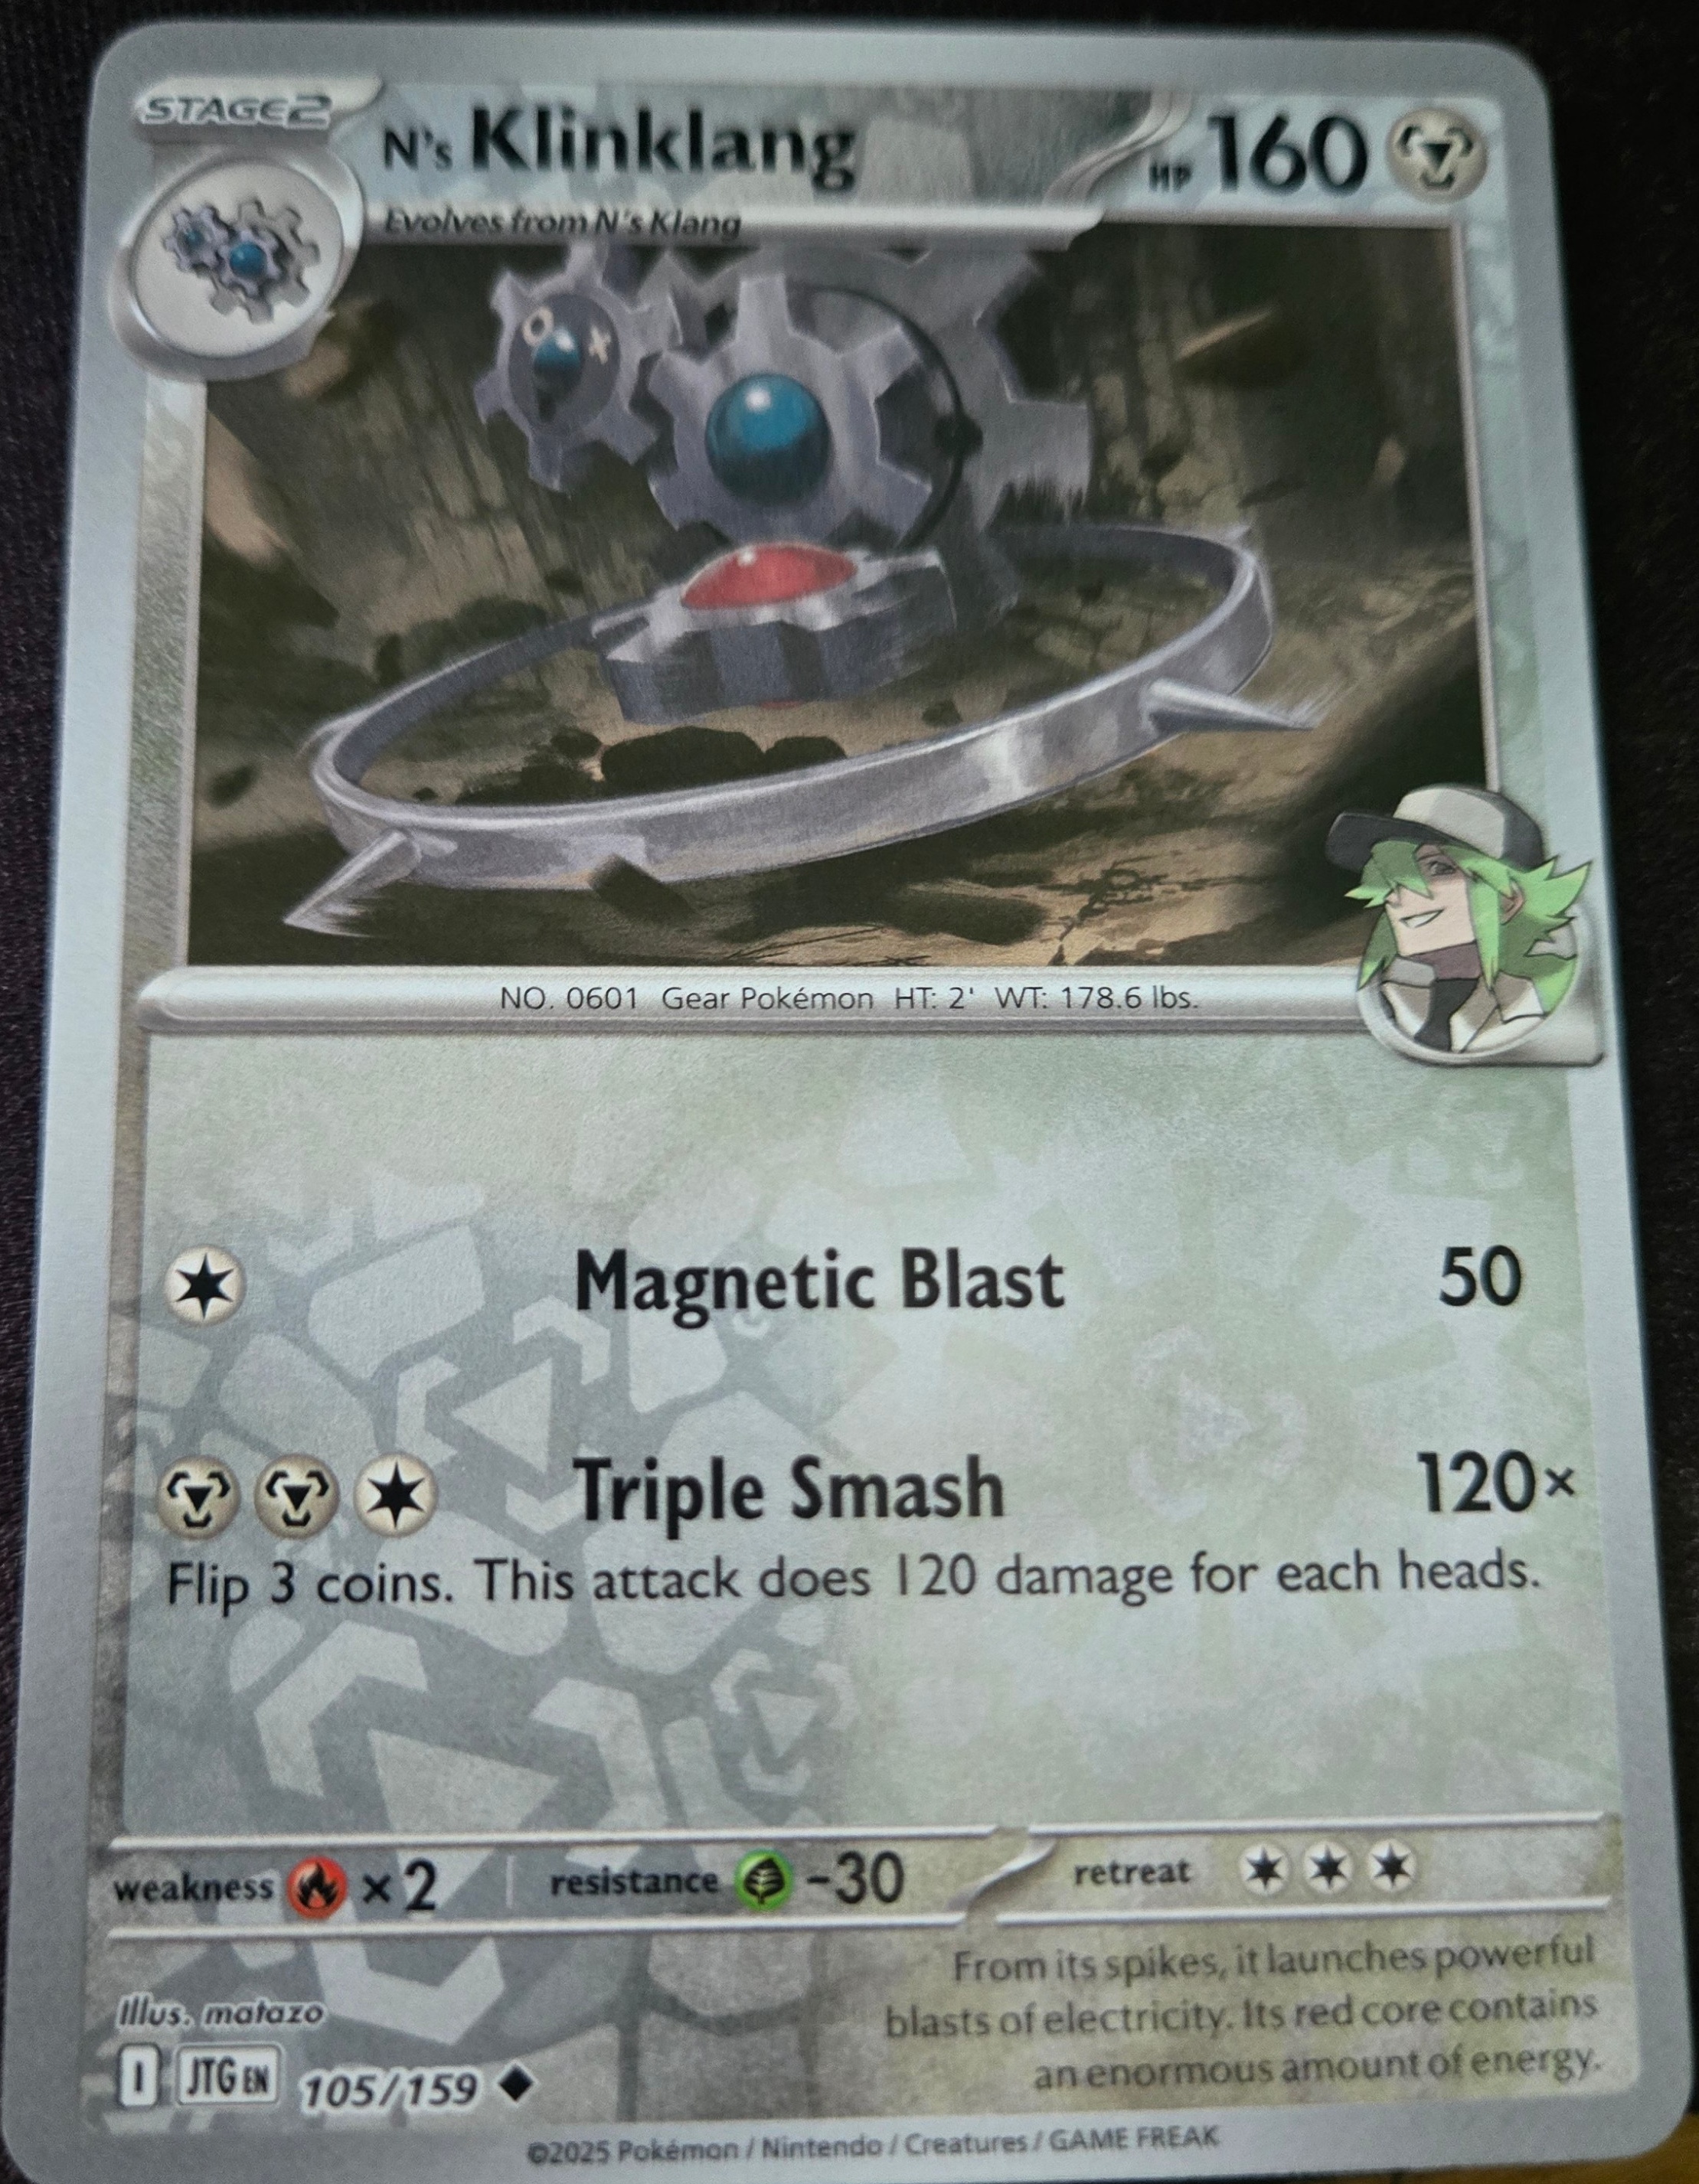 STAGE2
N's Klinklang HP 160
Evolves from N's Klang
NO. 0601 Gear Pokémon HT: 2' WT: 178.6 lbs.
Magnetic Blast 50
Triple Smash 120×
Flip 3 coins. This attack does 120 damage for each heads.
weakness ×2 resistance -30 retreat
From its spikes, it launches powerful
blasts of electricity. Its red core contains
an enormous amount of energy.
Illus. matazo
I JTG EN 105/159
©2025 Pokémon / Nintendo / Creatures / GAME FREAK